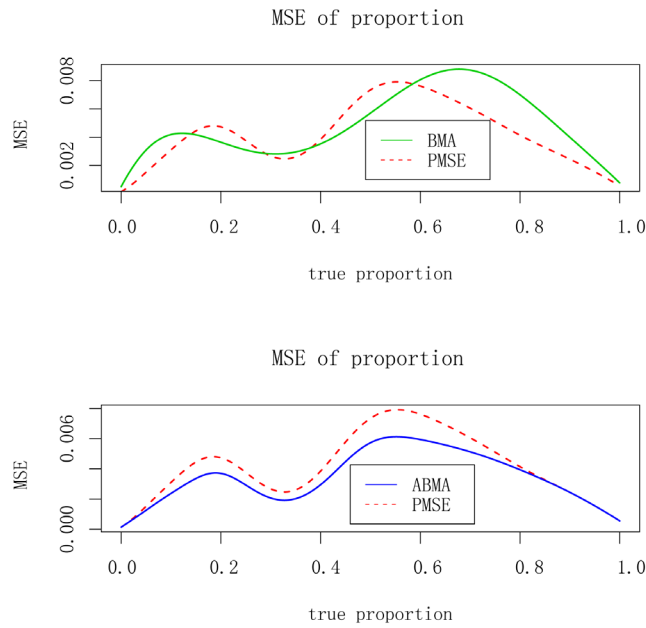 MSE of proportion
MSE
0.008
0.002
BMA
PMSE
0.0 0.2 0.4 0.6 0.8 1.0
true proportion
MSE of proportion
MSE
0.006
0.000
ABMA
PMSE
0.0 0.2 0.4 0.6 0.8 1.0
true proportion